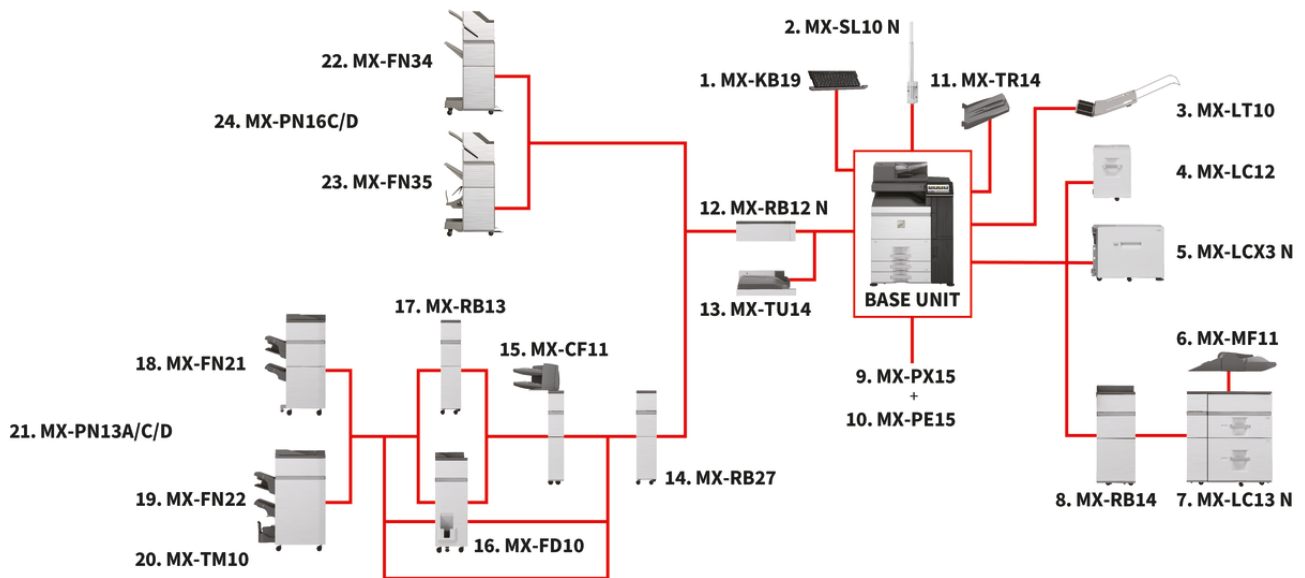 2. MX-SL10 N
22. MX-FN34
1. MX-KB19
11. MX-TR14
3. MX-LT10
24. MX-PN16C/D
4. MX-LC12
23. MX-FN35
12. MX-RB12 N
5. MX-LCX3 N
BASE UNIT
17. MX-RB13
13. MX-TU14
6. MX-MF11
15. MX-CF11
18. MX-FN21
9. MX-PX15
+
10. MX-PE15
21. MX-PN13A/C/D
14. MX-RB27
19. MX-FN22
8. MX-RB14
7. MX-LC13 N
16. MX-FD10
20. MX-TM10